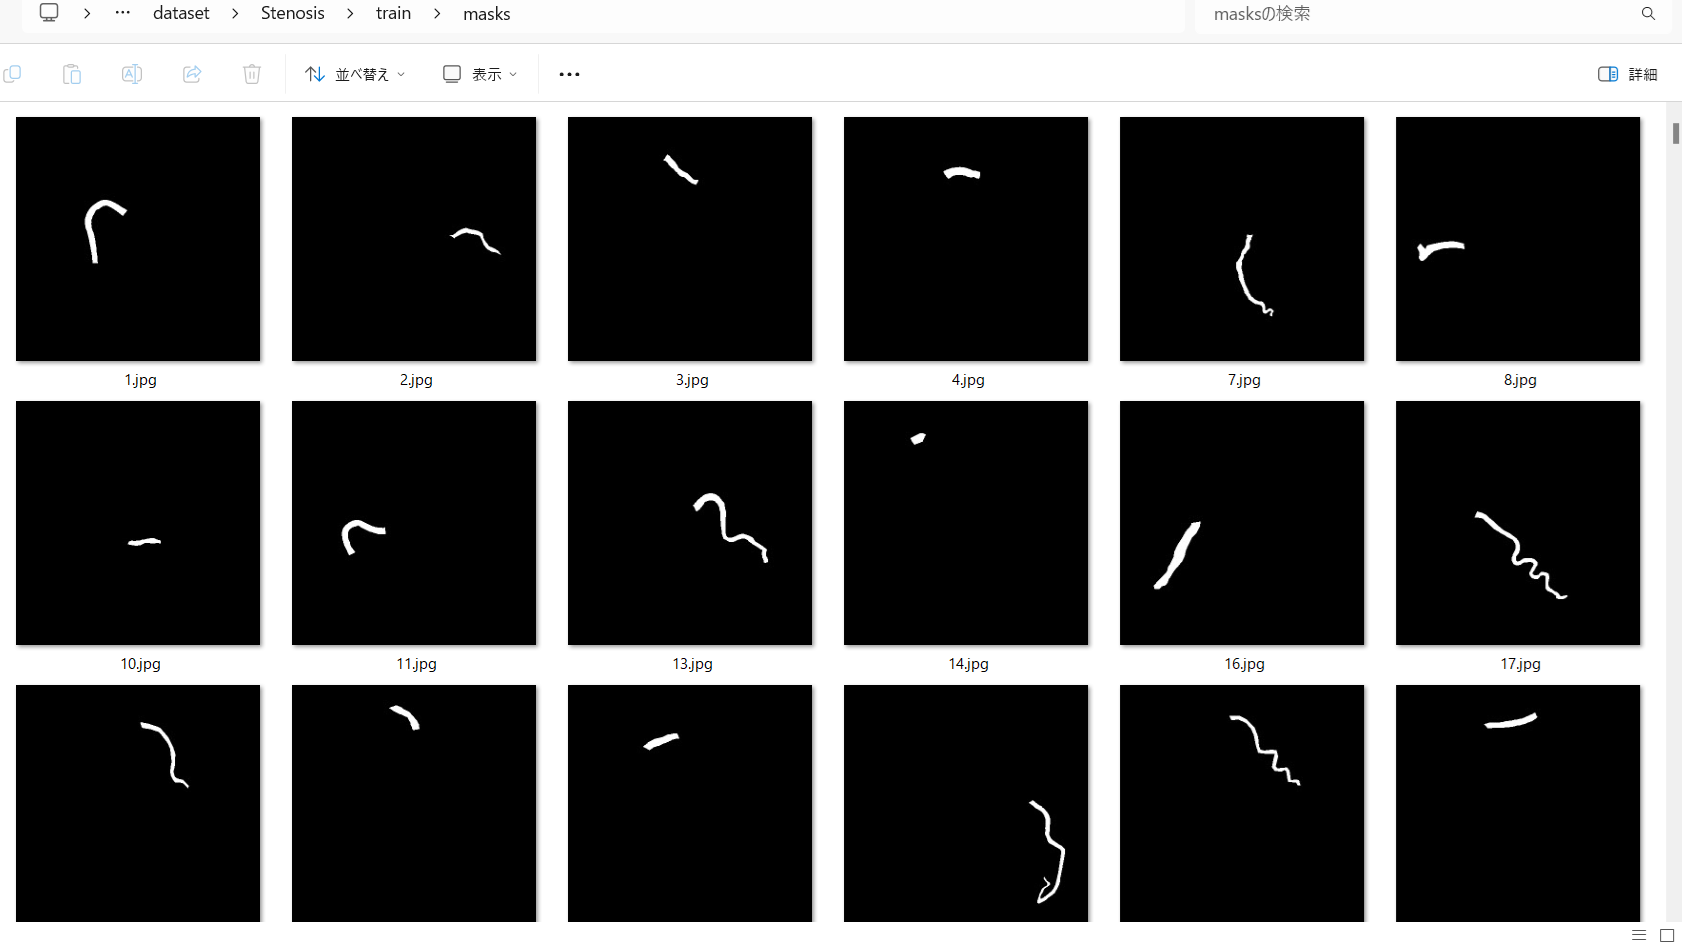 … dataset Stenosis train masks
masksの検索
並べ替え 表示 詳細
1.jpg 2.jpg 3.jpg 4.jpg 7.jpg 8.jpg
10.jpg 11.jpg 13.jpg 14.jpg 16.jpg 17.jpg